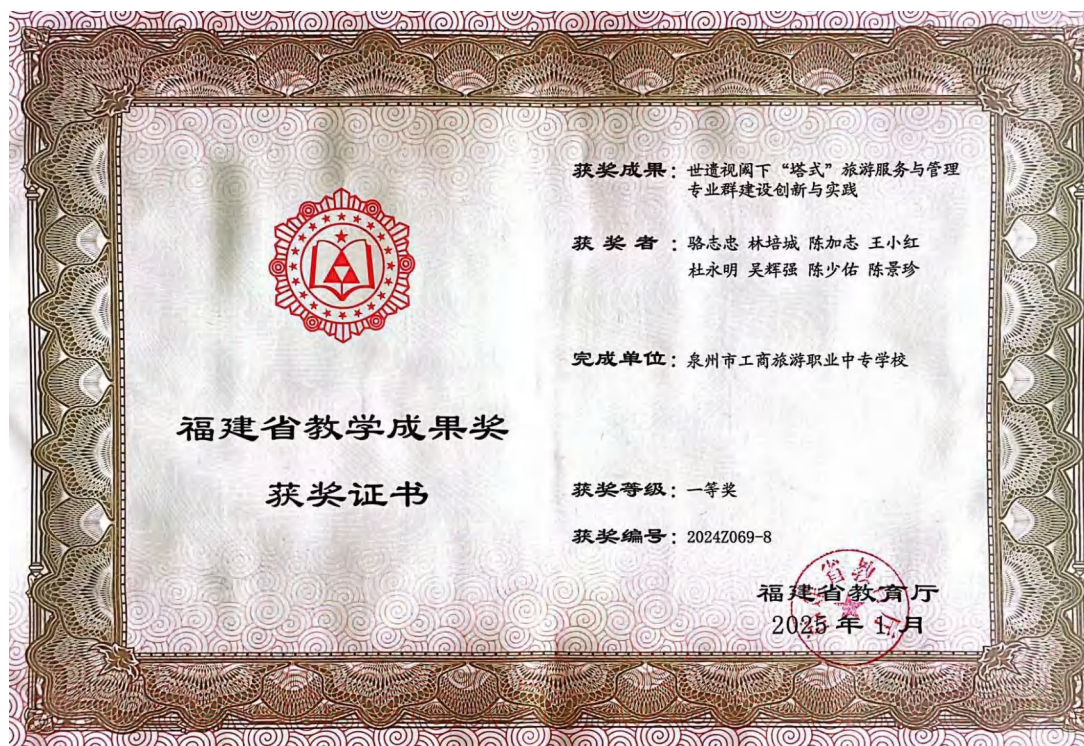 福建省教学成果奖
获奖证书
获奖成果：世遗视阈下“塔式”旅游服务与管理
专业群建设创新与实践
获奖者：骆志忠 林培城 陈加志 王小红
杜永明 吴辉强 陈少佑 陈景珍
完成单位：泉州市工商旅游职业中专学校
获奖等级：一等奖
获奖编号：2024Z069-8
福建省教育厅
2025年1月